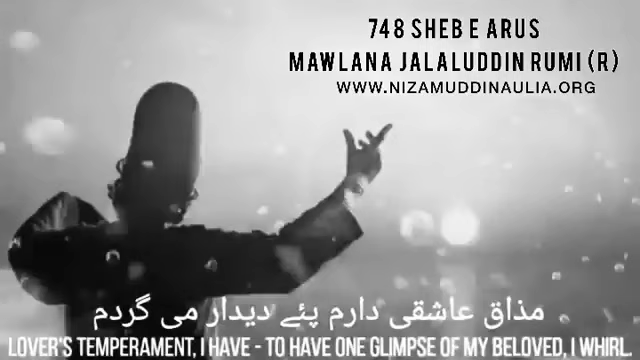 748 SHEB E ARUS
MAWLANA JALALUDDIN RUMI (R)
WWW.NIZAMUDDINAULIA.ORG
مذاق عاشقی دارم پئے دیدار می گردم
LOVER'S TEMPERAMENT, I HAVE - TO HAVE ONE GLIMPSE OF MY BELOVED, I WHIRL